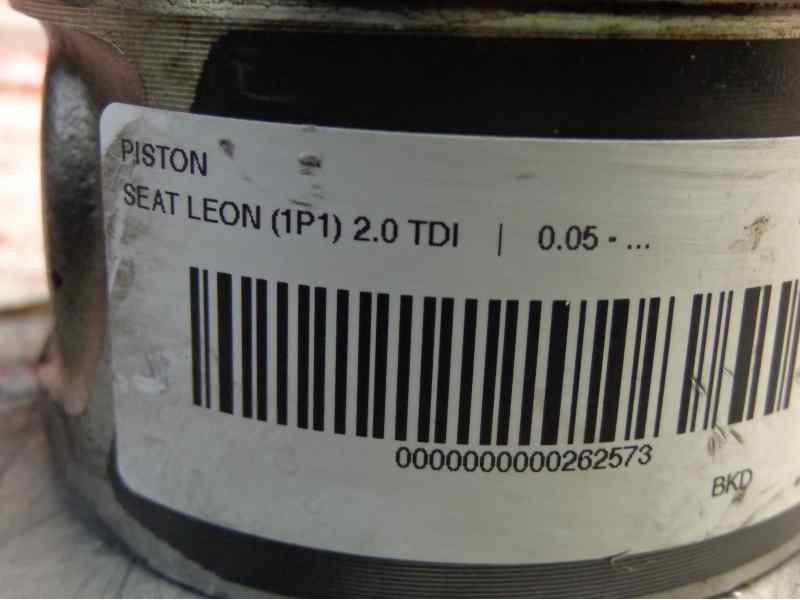 PISTON
SEAT LEON (1P1) 2.0 TDI | 0.05 - ...
0000000000262573
BKD